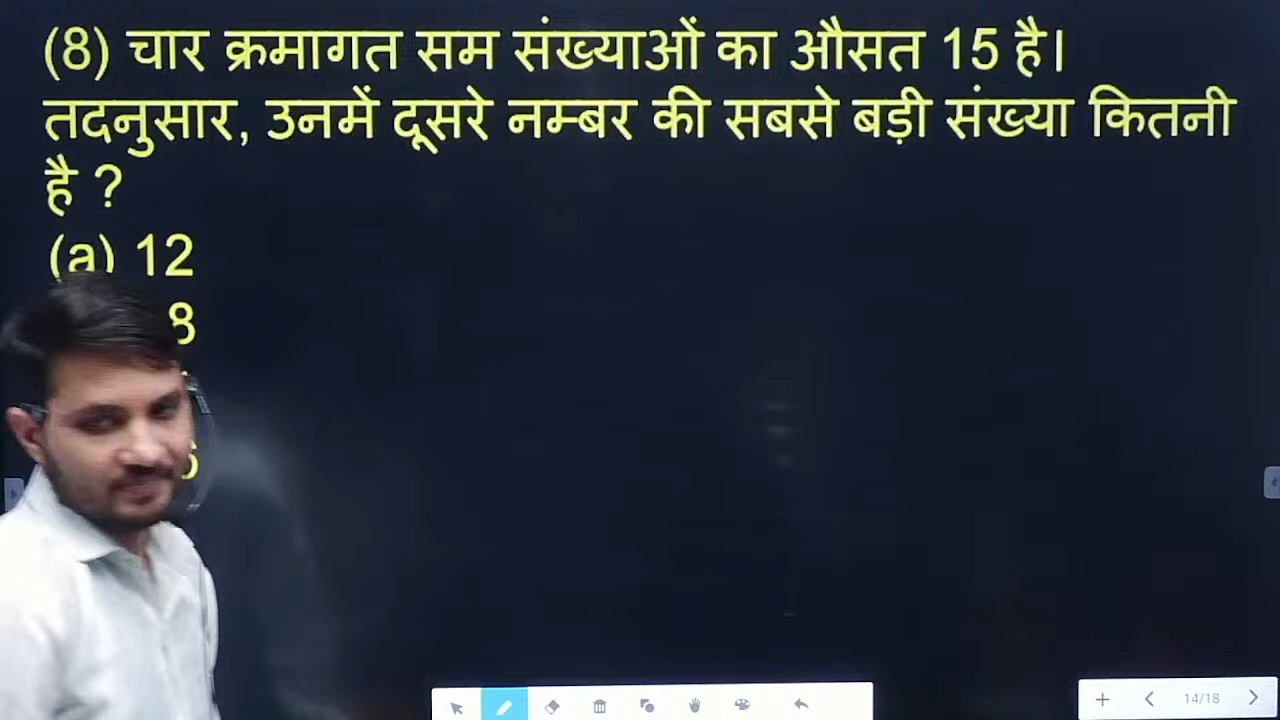 (8) चार क्रमागत सम संख्याओं का औसत 15 है।
तदनुसार, उनमें दूसरे नम्बर की सबसे बड़ी संख्या कितनी
है ?
(a) 12
14/18